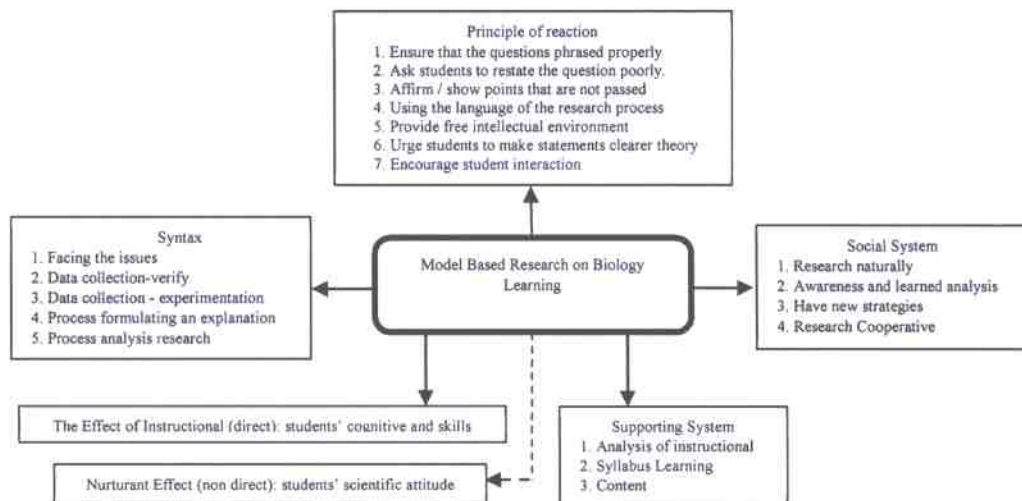 Principle of reaction
1. Ensure that the questions phrased properly
2. Ask students to restate the question poorly.
3. Affirm / show points that are not passed
4. Using the language of the research process
5. Provide free intellectual environment
6. Urge students to make statements clearer theory
7. Encourage student interaction
Syntax
1. Facing the issues
2. Data collection-verify
3. Data collection - experimentation
4. Process formulating an explanation
5. Process analysis research
Model Based Research on Biology
Learning
Social System
1. Research naturally
2. Awareness and learned analysis
3. Have new strategies
4. Research Cooperative
The Effect of Instructional (direct): students' cognitive and skills
Nurturant Effect (non direct): students' scientific attitude
Supporting System
1. Analysis of instructional
2. Syllabus Learning
3. Content